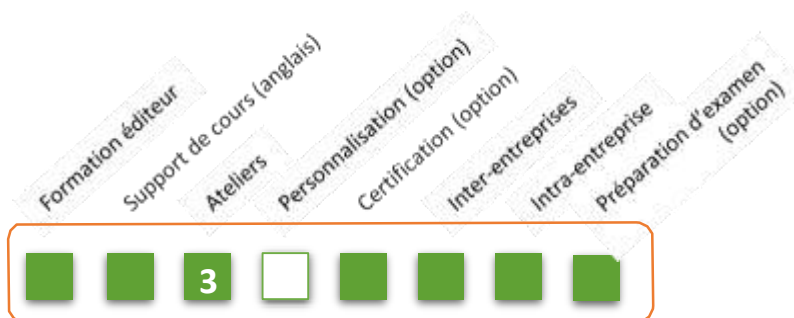 Formation éditeur
Support de cours (anglais)
Ateliers
Personnalisation (option)
Certification (option)
Inter-entreprises
Intra-entreprise
Préparation d'examen
(option)
3